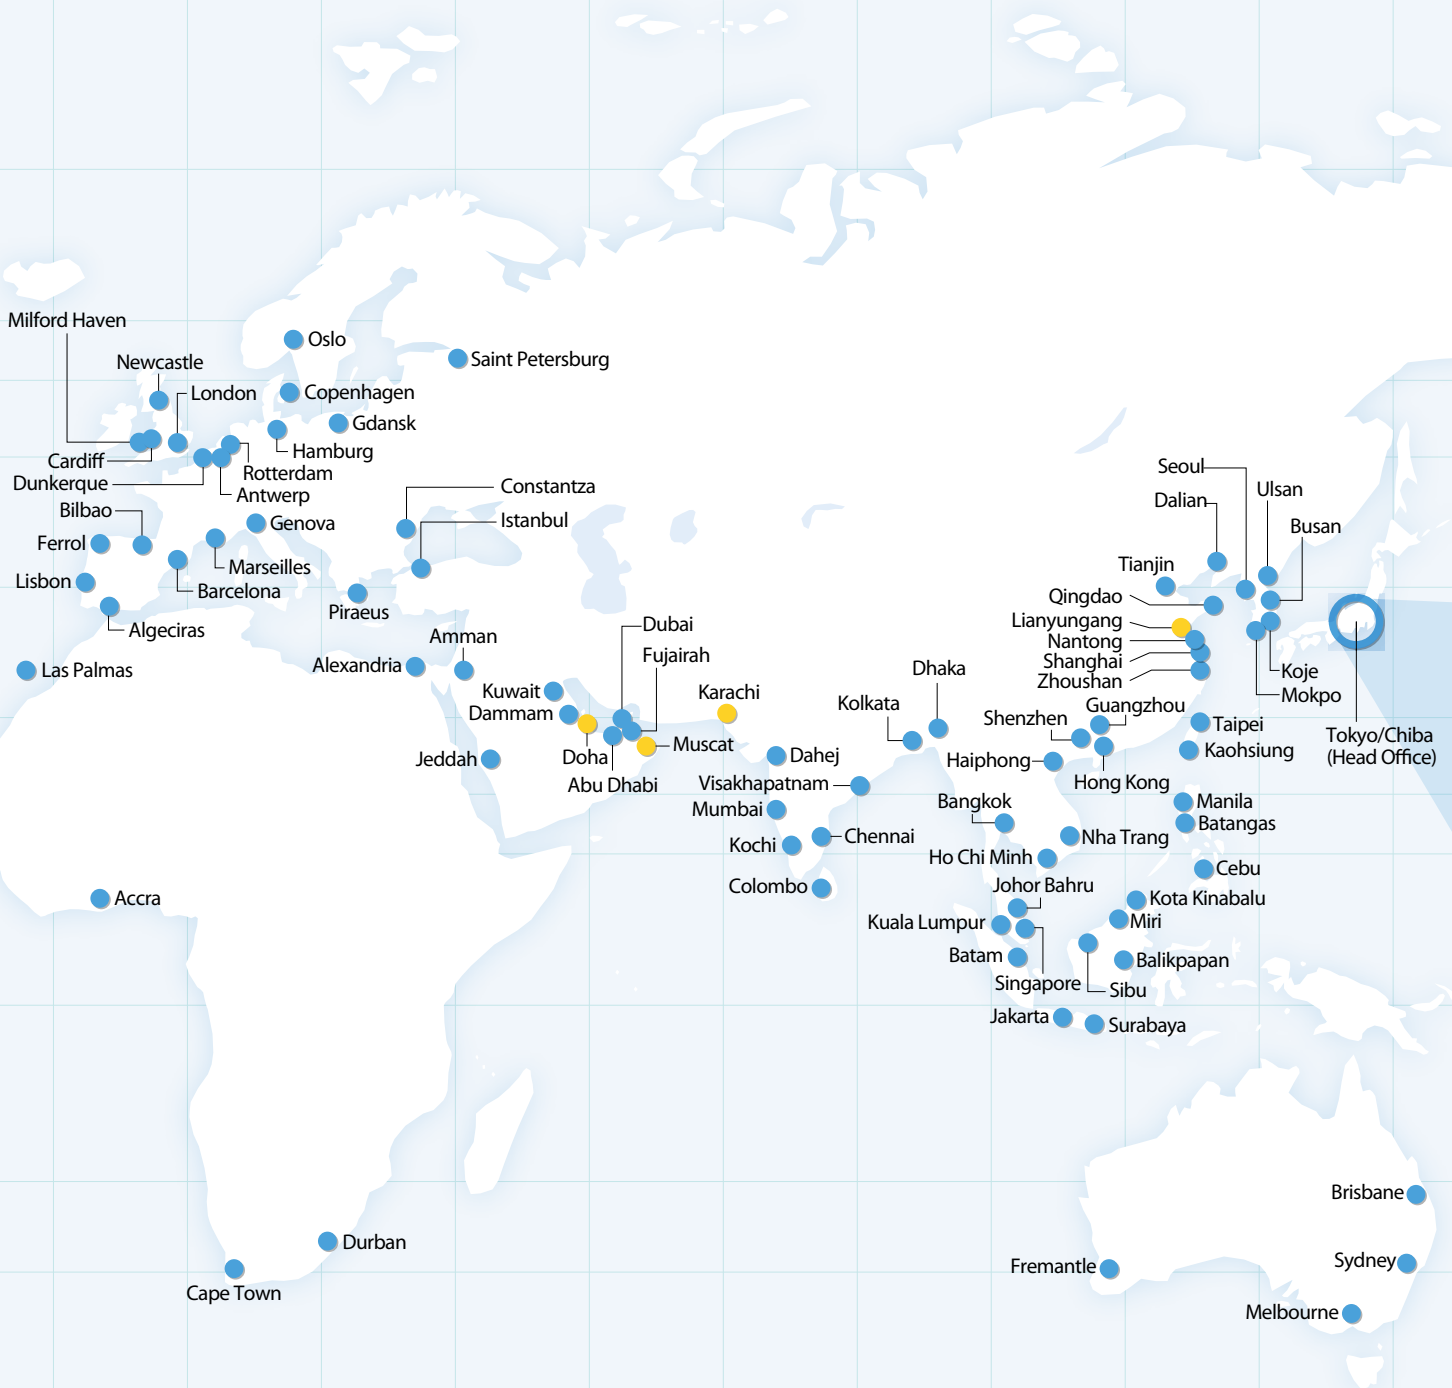 Milford Haven
Oslo
Newcastle
Saint Petersburg
London
Copenhagen
Gdansk
Hamburg
Cardiff
Rotterdam
Dunkerque
Antwerp
Bilbao
Constantza
Genova
Istanbul
Ferrol
Marseilles
Lisbon
Barcelona
Piraeus
Algeciras
Las Palmas
Amman
Alexandria
Dubai
Fujairah
Kuwait
Dammam
Karachi
Muscat
Doha
Jeddah
Abu Dhabi
Dahej
Visakhapatnam
Mumbai
Kochi
Chennai
Colombo
Kolkata
Dhaka
Seoul
Dalian
Ulsan
Busan
Tianjin
Qingdao
Lianyungang
Nantong
Shanghai
Zhoushan
Koje
Mokpo
Guangzhou
Shenzhen
Taipei
Kaohsiung
Tokyo/Chiba
(Head Office)
Haiphong
Hong Kong
Bangkok
Manila
Batangas
Nha Trang
Ho Chi Minh
Cebu
Johor Bahru
Kota Kinabalu
Kuala Lumpur
Miri
Batam
Balikpapan
Singapore
Sibu
Jakarta
Surabaya
Accra
Durban
Cape Town
Brisbane
Fremantle
Sydney
Melbourne